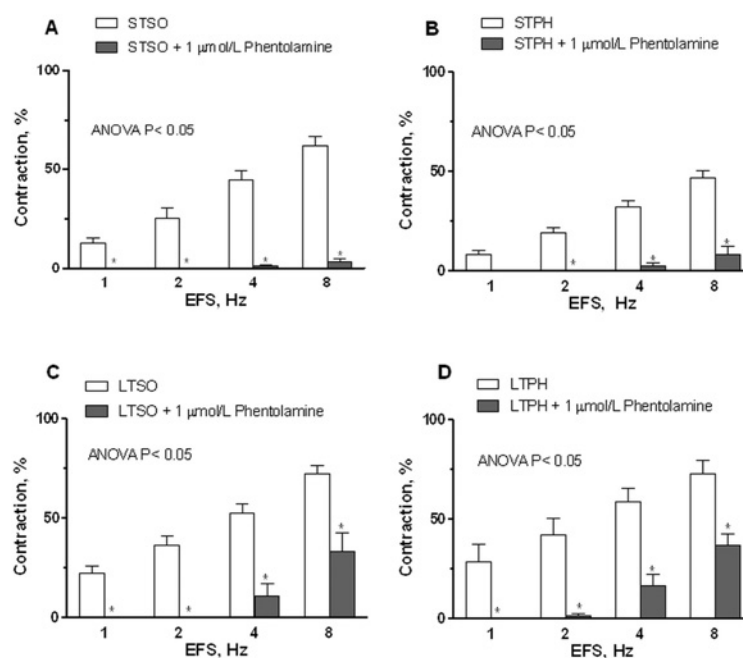 A
STSO
STSO + 1 µmol/L Phentolamine
100
50
0
Contraction, %
ANOVA P< 0.05
* * * *
1 2 4 8
EFS, Hz
B
STPH
STPH + 1 µmol/L Phentolamine
100
50
0
Contraction, %
ANOVA P< 0.05
* * *
1 2 4 8
EFS, Hz
C
LTSO
LTSO + 1 µmol/L Phentolamine
100
50
0
Contraction, %
ANOVA P< 0.05
* * * *
1 2 4 8
EFS, Hz
D
LTPH
LTPH + 1 µmol/L Phentolamine
100
50
0
Contraction, %
ANOVA P< 0.05
* * * *
1 2 4 8
EFS, Hz